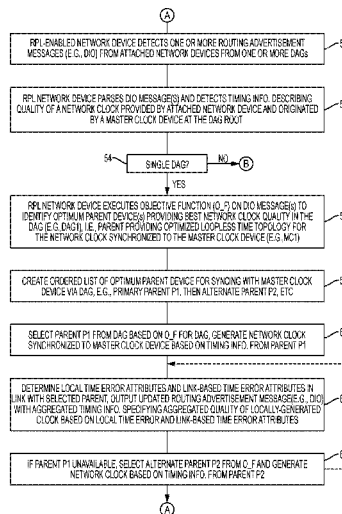 A
RPL-ENABLED NETWORK DEVICE DETECTS ONE OR MORE ROUTING ADVERTISEMENT
MESSAGES (E.G., DIO) FROM ATTACHED NETWORK DEVICES FROM ONE OR MORE DAGs
5
RPL NETWORK DEVICE PARSES DIO MESSAGE(S) AND DETECTS TIMING INFO. DESCRIBING
QUALITY OF A NETWORK CLOCK PROVIDED BY ATTACHED NETWORK DEVICE AND ORIGINATED
BY A MASTER CLOCK DEVICE AT THE DAG ROOT
5
54
SINGLE DAG?
NO
B
YES
RPL NETWORK DEVICE EXECUTES OBJECTIVE FUNCTION (O_F) ON DIO MESSAGE(s) TO
IDENTIFY OPTIMUM PARENT DEVICE(s) PROVIDING BEST NETWORK CLOCK QUALITY IN THE
DAG (E.G., DAG1), I.E., PARENT PROVIDING OPTIMIZED LOOPLESS TIME TOPOLOGY FOR
THE NETWORK CLOCK SYNCHRONIZED TO THE MASTER CLOCK DEVICE (E.G., MC1)
5
CREATE ORDERED LIST OF OPTIMUM PARENT DEVICE FOR SYNCING WITH MASTER CLOCK
DEVICE VIA DAG, E.G., PRIMARY PARENT P1, THEN ALTERNATE PARENT P2, ETC
5
SELECT PARENT P1 FROM DAG BASED ON O_F FOR DAG, GENERATE NETWORK CLOCK
SYNCHRONIZED TO MASTER CLOCK DEVICE BASED ON TIMING INFO. FROM PARENT P1
6
DETERMINE LOCAL TIME ERROR ATTRIBUTES AND LINK-BASED TIME ERROR ATTRIBUTES IN
LINK WITH SELECTED PARENT, OUTPUT UPDATED ROUTING ADVERTISEMENT MESSAGE(E.G., DIO)
WITH AGGREGATED TIMING INFO. SPECIFYING AGGREGATED QUALITY OF LOCALLY-GENERATED
CLOCK BASED ON LOCAL TIME ERROR AND LINK-BASED TIME ERROR ATTRIBUTES
6
IF PARENT P1 UNAVAILABLE, SELECT ALTERNATE PARENT P2 FROM O_F AND GENERATE
NETWORK CLOCK BASED ON TIMING INFO. FROM PARENT P2
6
A